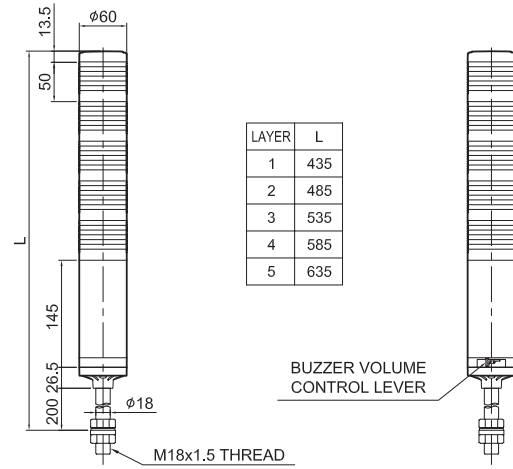 13.5
ϕ60
50
L
LAYER L
1 435
2 485
3 535
4 585
5 635
145
26.5
200
ϕ18
M18x1.5 THREAD
BUZZER VOLUME
CONTROL LEVER